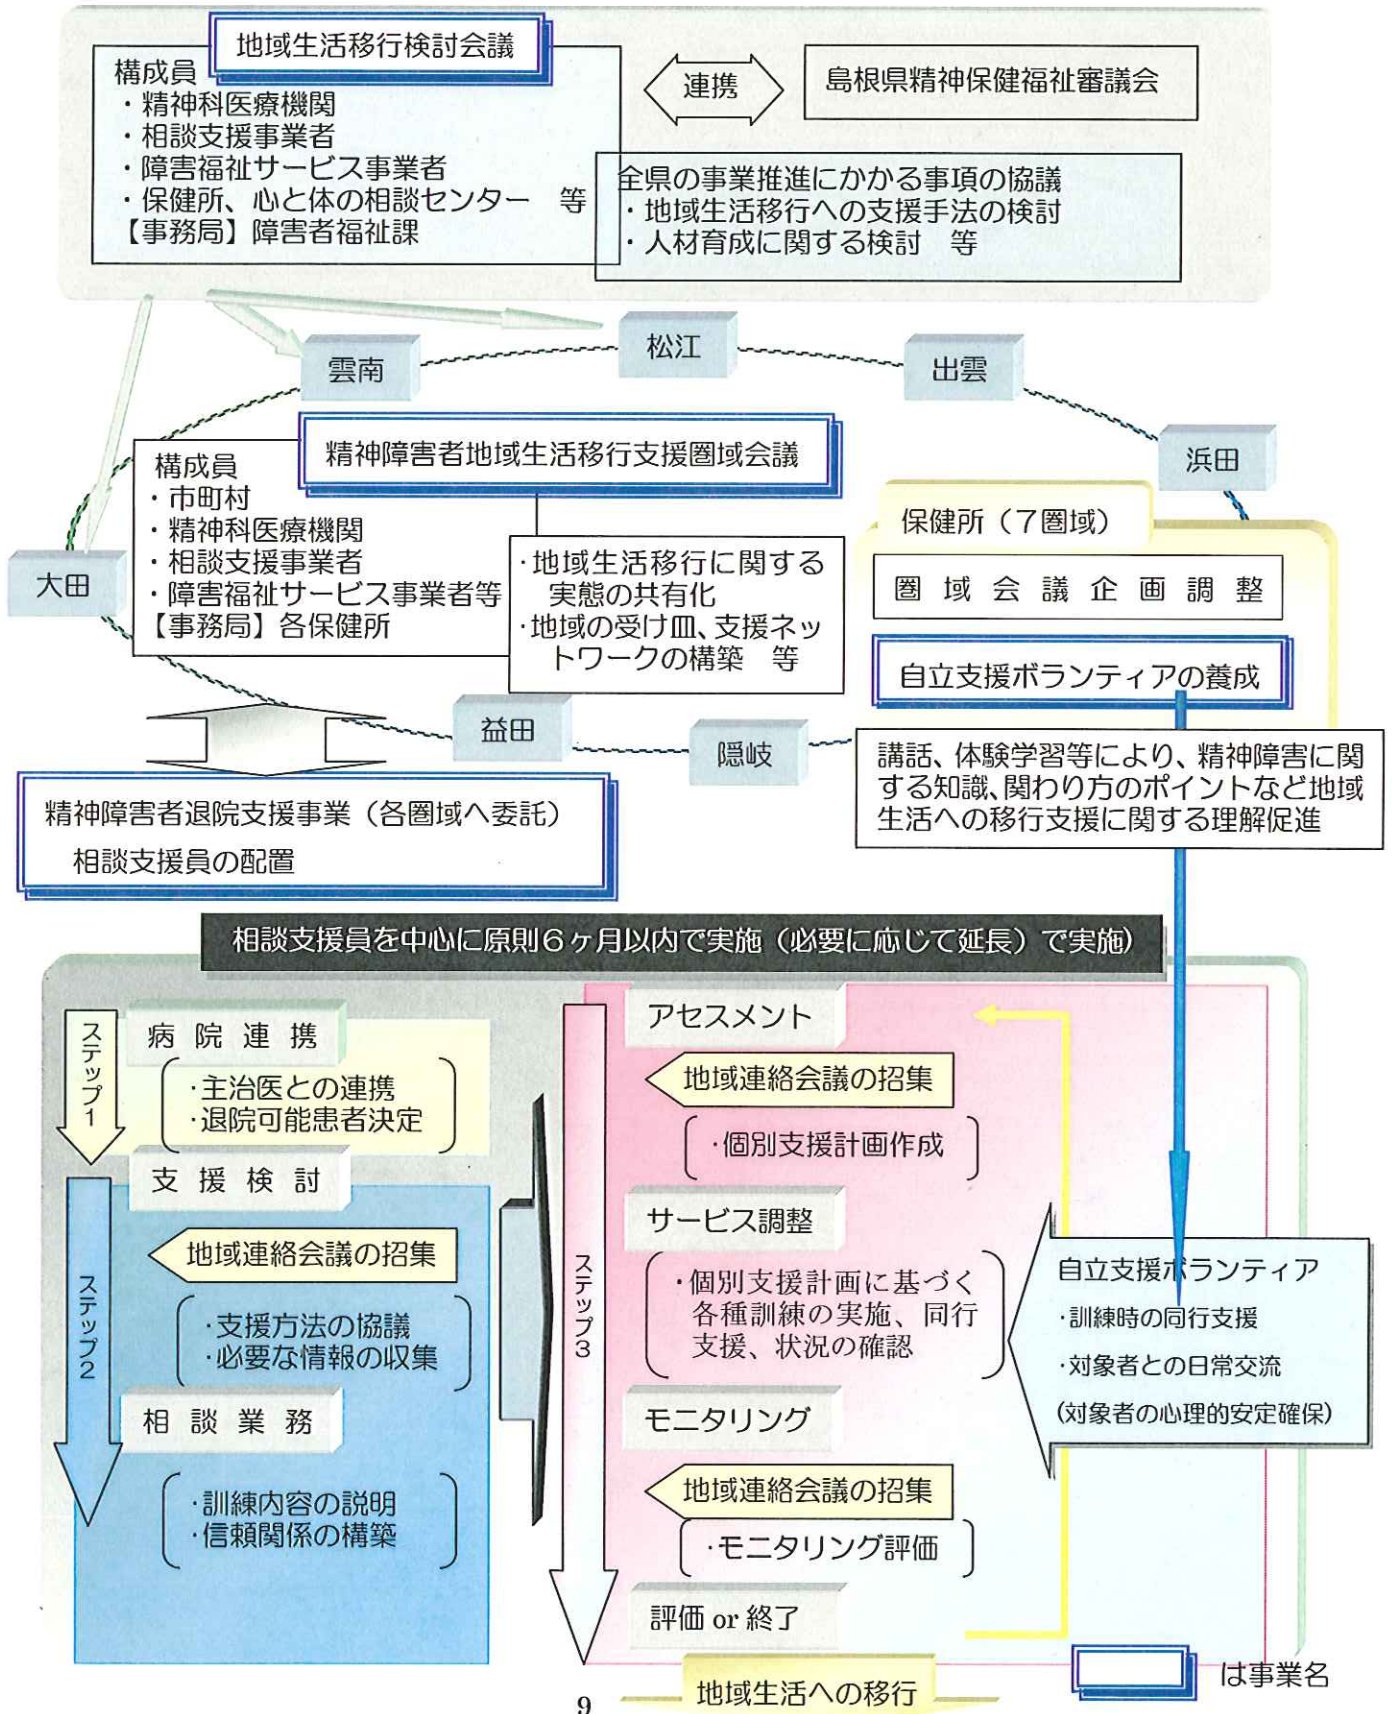 地域生活移行検討会議
構成員
・精神科医療機関
・相談支援事業者
・障害福祉サービス事業者
・保健所、心と体の相談センター　等
【事務局】障害者福祉課
連携
島根県精神保健福祉審議会
全県の事業推進にかかる事項の協議
・地域生活移行への支援手法の検討
・人材育成に関する検討　等
雲南
松江
出雲
浜田
大田
益田
隠岐
精神障害者地域生活移行支援圏域会議
構成員
・市町村
・精神科医療機関
・相談支援事業者
・障害福祉サービス事業者等
【事務局】各保健所
・地域生活移行に関する
実態の共有化
・地域の受け皿、支援ネッ
トワークの構築　等
保健所（7圏域）
圏域会議企画調整
自立支援ボランティアの養成
講話、体験学習等により、精神障害に関
する知識、関わり方のポイントなど地域
生活への移行支援に関する理解促進
精神障害者退院支援事業（各圏域へ委託）
相談支援員の配置
相談支援員を中心に原則6ヶ月以内で実施（必要に応じて延長）で実施）
ステップ1
病院連携
・主治医との連携
・退院可能患者決定
ステップ2
支援検討
地域連絡会議の招集
・支援方法の協議
・必要な情報の収集
相談業務
・訓練内容の説明
・信頼関係の構築
ステップ3
アセスメント
地域連絡会議の招集
・個別支援計画作成
サービス調整
・個別支援計画に基づく
各種訓練の実施、同行
支援、状況の確認
モニタリング
地域連絡会議の招集
・モニタリング評価
評価 or 終了
自立支援ボランティア
・訓練時の同行支援
・対象者との日常交流
(対象者の心理的安定確保)
地域生活への移行
は事業名
9